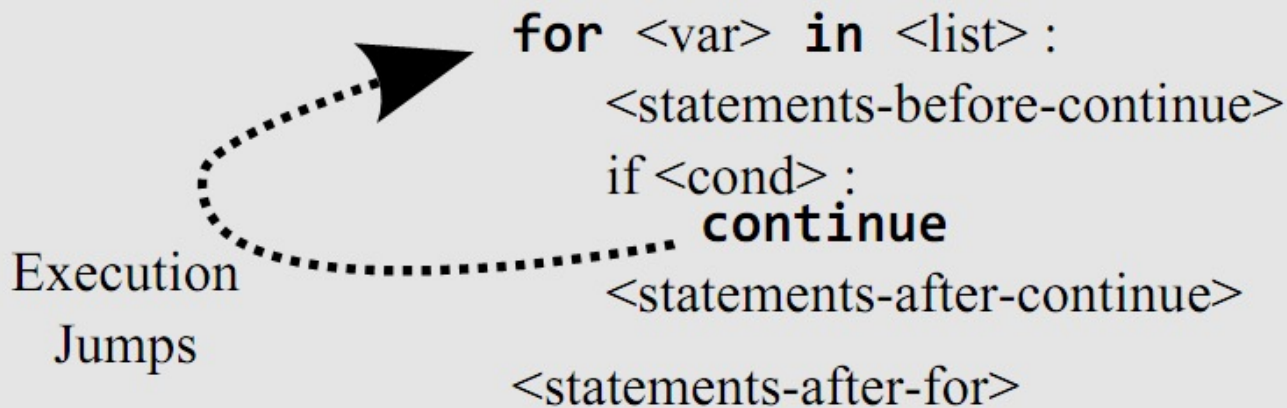 for <var> in <list> :
<statements-before-continue>
if <cond> :
continue
<statements-after-continue>
<statements-after-for>
Execution
Jumps